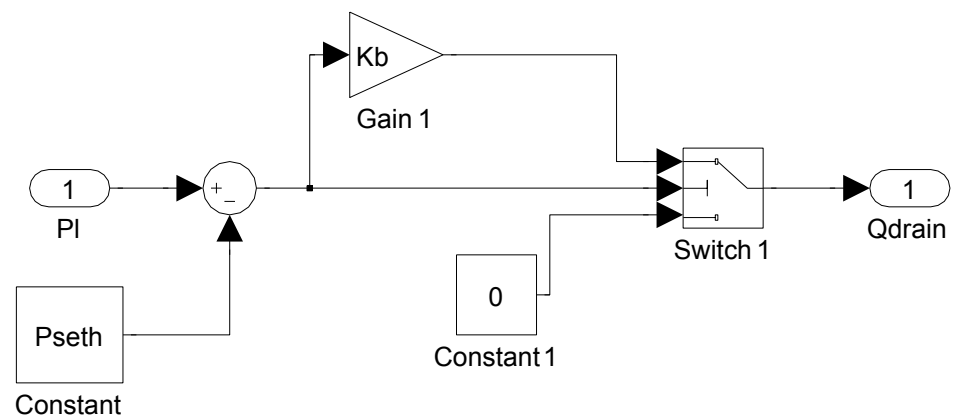 Kb
Gain 1
1
Pl
+
−
Switch 1
1
Qdrain
Pseth
Constant
0
Constant 1